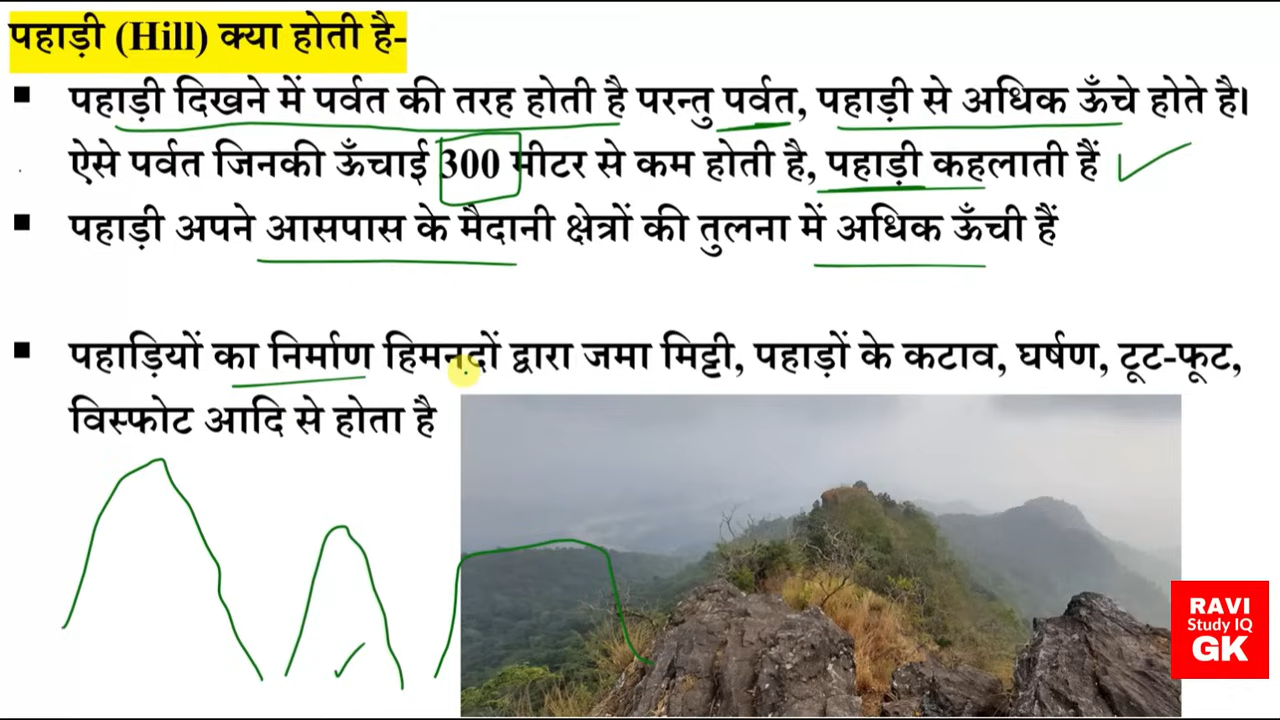 पहाड़ी (Hill) क्या होती है-
▪ पहाड़ी दिखने में पर्वत की तरह होती है परन्तु पर्वत, पहाड़ी से अधिक ऊँचे होते है।
ऐसे पर्वत जिनकी ऊँचाई 300 मीटर से कम होती है, पहाड़ी कहलाती हैं
▪ पहाड़ी अपने आसपास के मैदानी क्षेत्रों की तुलना में अधिक ऊँची हैं
▪ पहाड़ियों का निर्माण हिमनदों द्वारा जमा मिट्टी, पहाड़ों के कटाव, घर्षण, टूट-फूट,
विस्फोट आदि से होता है
RAVI
Study IQ
GK